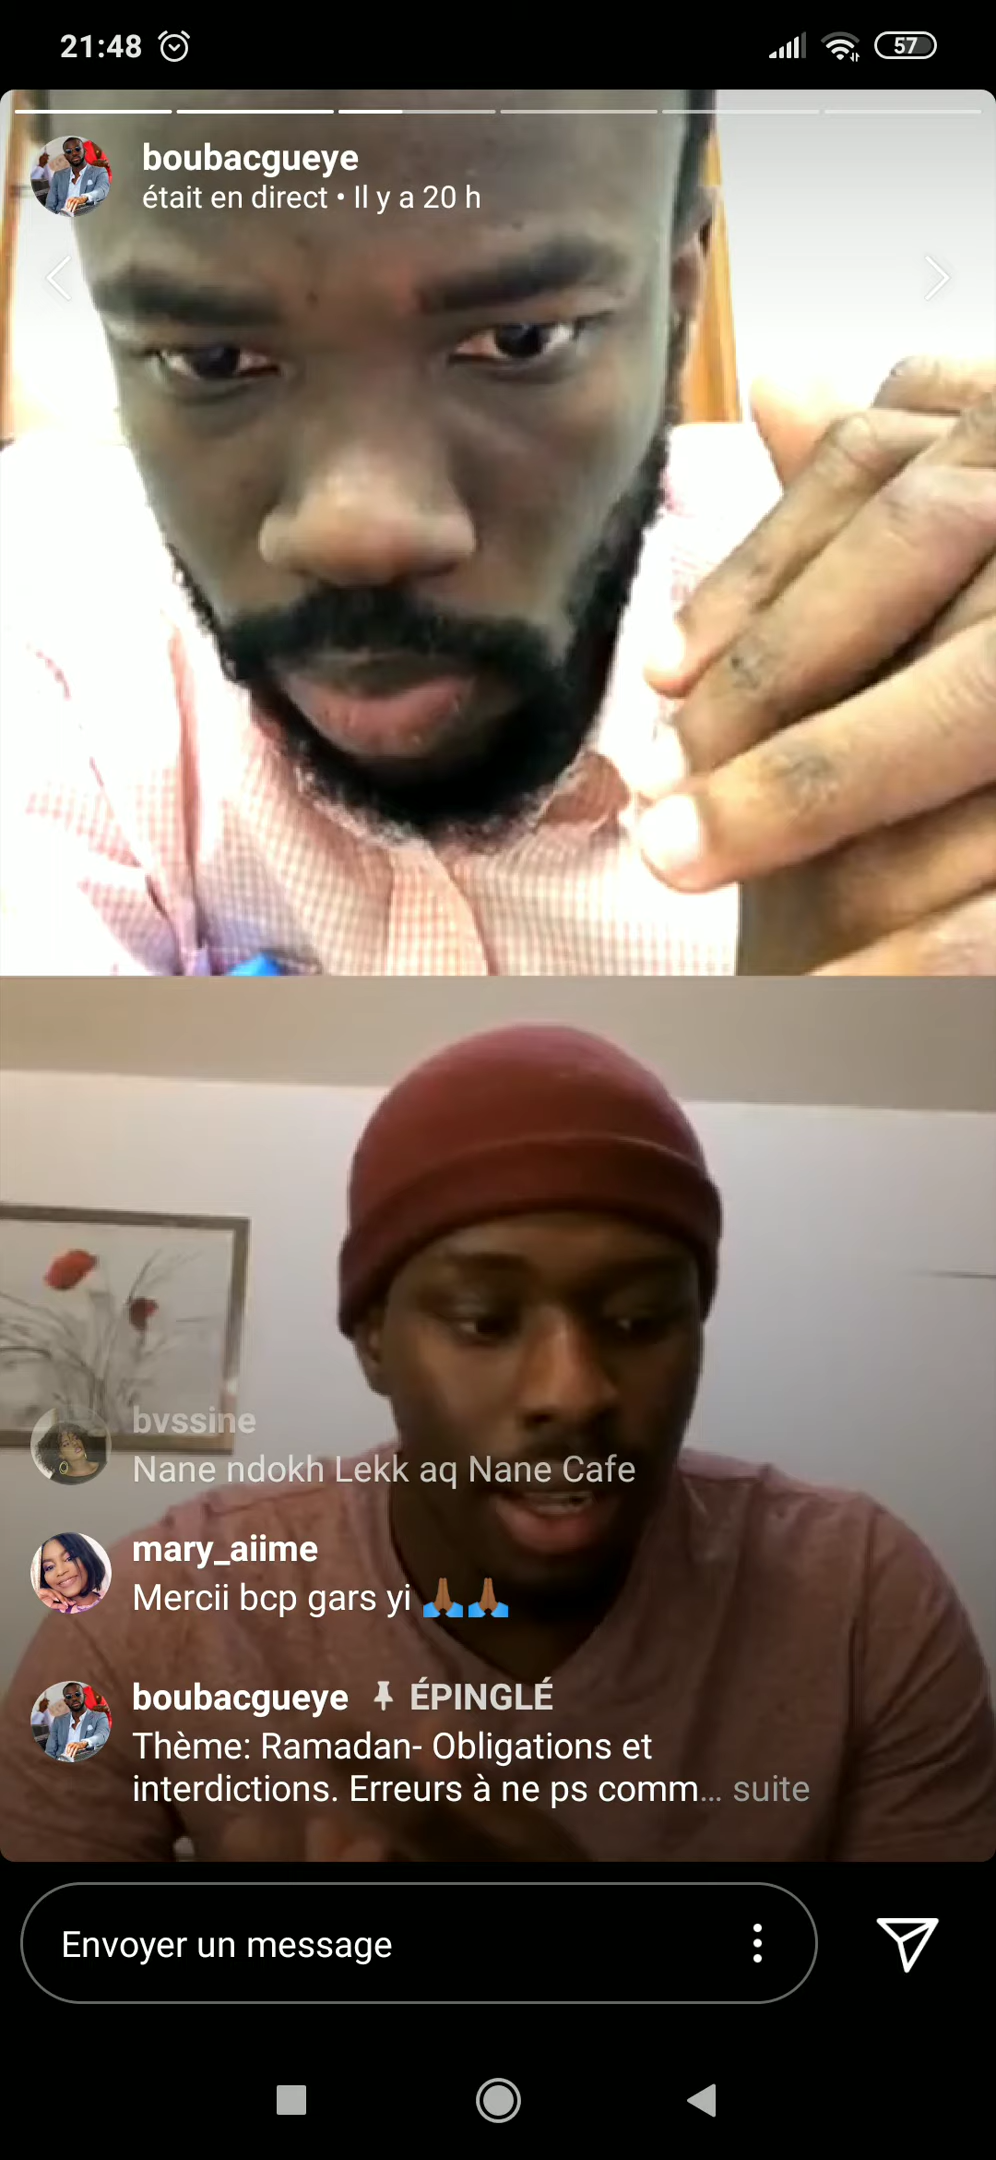 21:48
57
boubacgueye
était en direct • Il y a 20 h
bvssine
Nane ndokh Lekk aq Nane Cafe
mary_aiime
Mercii bcp gars yi 🙏🏾🙏🏾
boubacgueye ÉPINGLÉ
Thème: Ramadan- Obligations et
interdictions. Erreurs à ne ps comm... suite
Envoyer un message